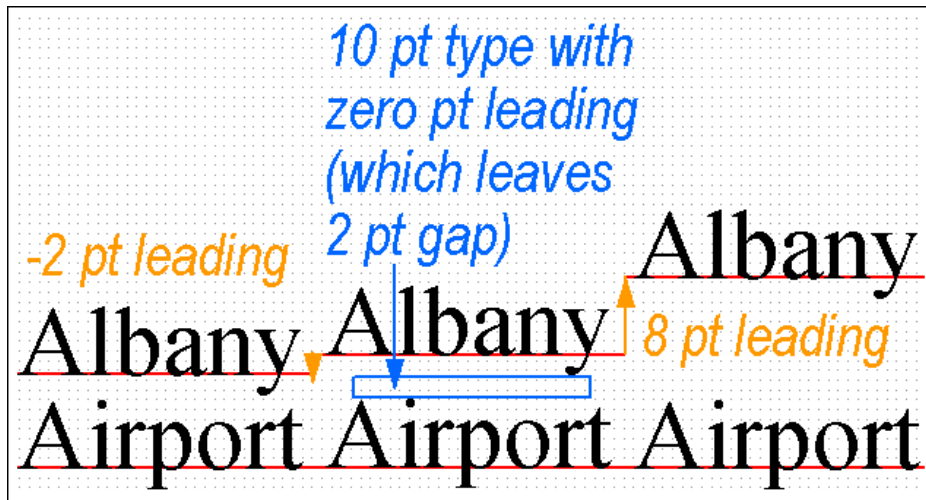 10 pt type with
zero pt leading
(which leaves
2 pt gap)
-2 pt leading
Albany
Albany
Albany
8 pt leading
Airport Airport Airport